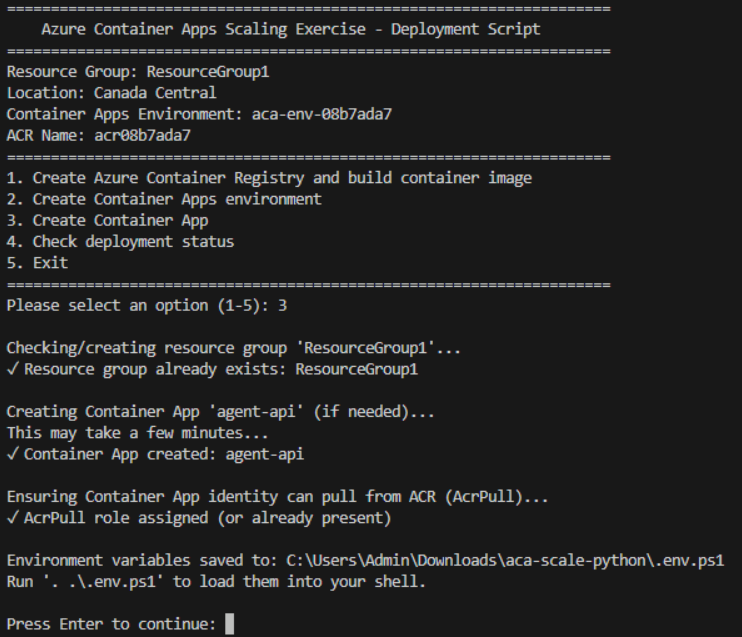 =====================================================================
Azure Container Apps Scaling Exercise - Deployment Script
=====================================================================
Resource Group: ResourceGroup1
Location: Canada Central
Container Apps Environment: aca-env-08b7ada7
ACR Name: acr08b7ada7
=====================================================================
1. Create Azure Container Registry and build container image
2. Create Container Apps environment
3. Create Container App
4. Check deployment status
5. Exit
=====================================================================
Please select an option (1-5): 3
Checking/creating resource group 'ResourceGroup1'...
✓ Resource group already exists: ResourceGroup1
Creating Container App 'agent-api' (if needed)...
This may take a few minutes...
✓ Container App created: agent-api
Ensuring Container App identity can pull from ACR (AcrPull)...
✓ AcrPull role assigned (or already present)
Environment variables saved to: C:\Users\Admin\Downloads\aca-scale-python\.env.ps1
Run '. .\.env.ps1' to load them into your shell.
Press Enter to continue: